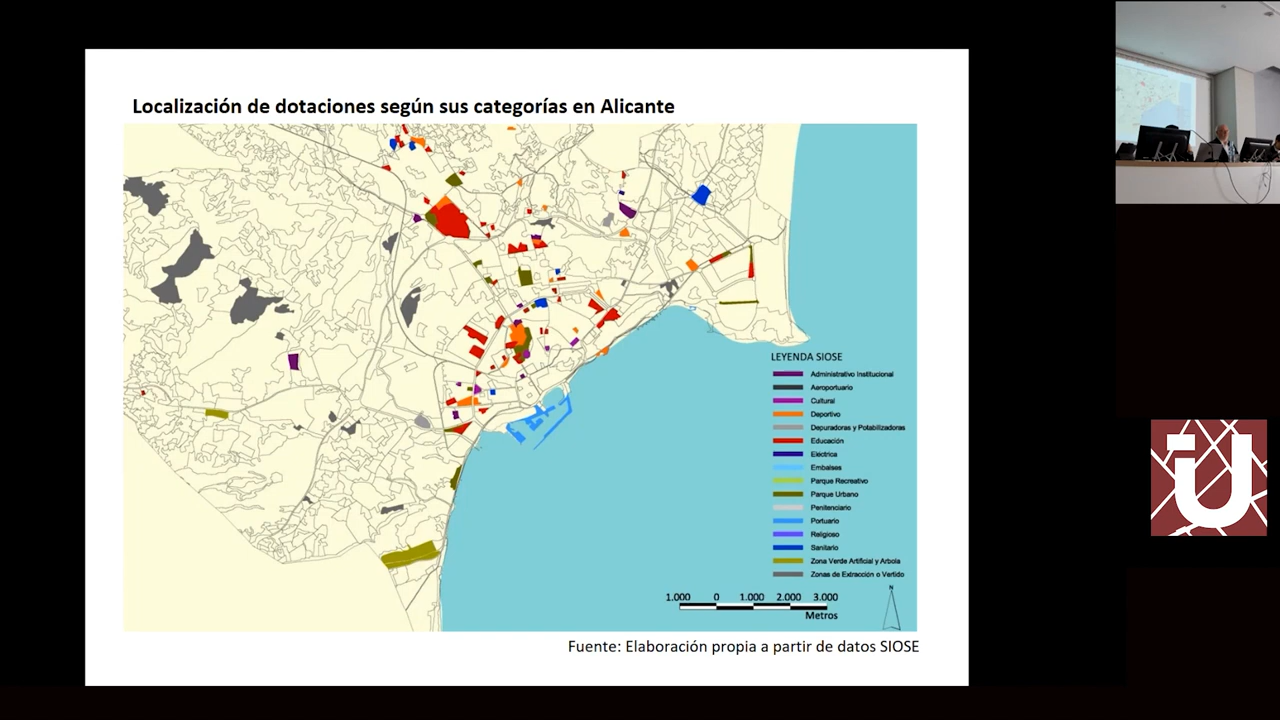 Localización de dotaciones según sus categorías en Alicante
LEYENDA SIOSE
Administrativo Institucional
Aeroportuario
Cultural
Deportivo
Depuradoras y Potabilizadoras
Educación
Eléctrica
Embalses
Parque Recreativo
Parque Urbano
Penitenciario
Portuario
Religioso
Sanitario
Zona Verde Artificial y Arbola
Zonas de Extracción o Vertido
N
1.000 0 1.000 2.000 3.000
Metros
Fuente: Elaboración propia a partir de datos SIOSE
U